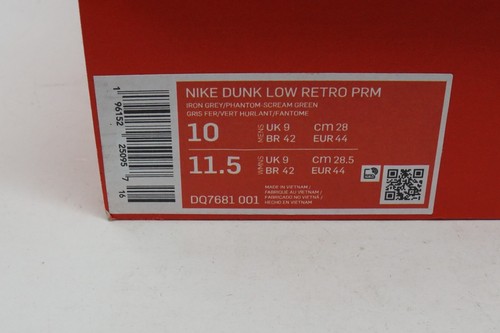 NIKE DUNK LOW RETRO PRM
IRON GREY/PHANTOM-SCREAM GREEN
GRIS FER/VERT HURLANT/FANTOME
10 MENS UK 9 CM 28
BR 42 EUR 44
11.5 WMNS UK 9 CM 28.5
BR 42 EUR 44
DQ7681 001
MADE IN VIETNAM /
FABRIQUE AU VIETNAM /
FABRICADO NO VIETNA /
HECHO EN VIETNAM
1 96152 25095 7 16